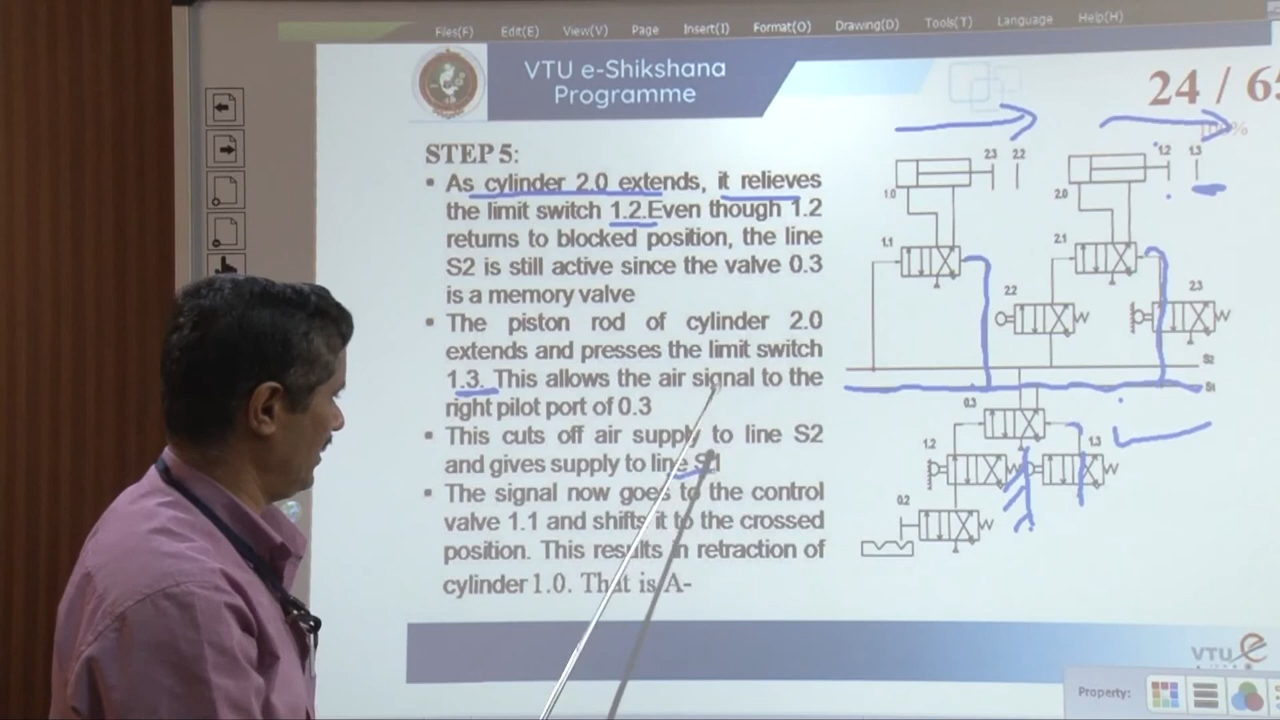 Files(F) Edit(E) View(V) Page Insert(I) Format(O) Drawing(D) Tools(T) Language Help(H)
VTU e-Shikshana
Programme
24 / 65
100%
STEP 5:
▪ As cylinder 2.0 extends, it relieves
the limit switch 1.2.Even though 1.2
returns to blocked position, the line
S2 is still active since the valve 0.3
is a memory valve
▪ The piston rod of cylinder 2.0
extends and presses the limit switch
1.3. This allows the air signal to the
right pilot port of 0.3
▪ This cuts off air supply to line S2
and gives supply to line S1
▪ The signal now goes to the control
valve 1.1 and shifts it to the crossed
position. This results in retraction of
cylinder 1.0. That is A-
2.3 2.2
1.2 1.3
1.0
2.0
1.1
2.1
2.2
2.3
S2
S1
0.3
1.2
1.3
0.2
VTU e
Property: